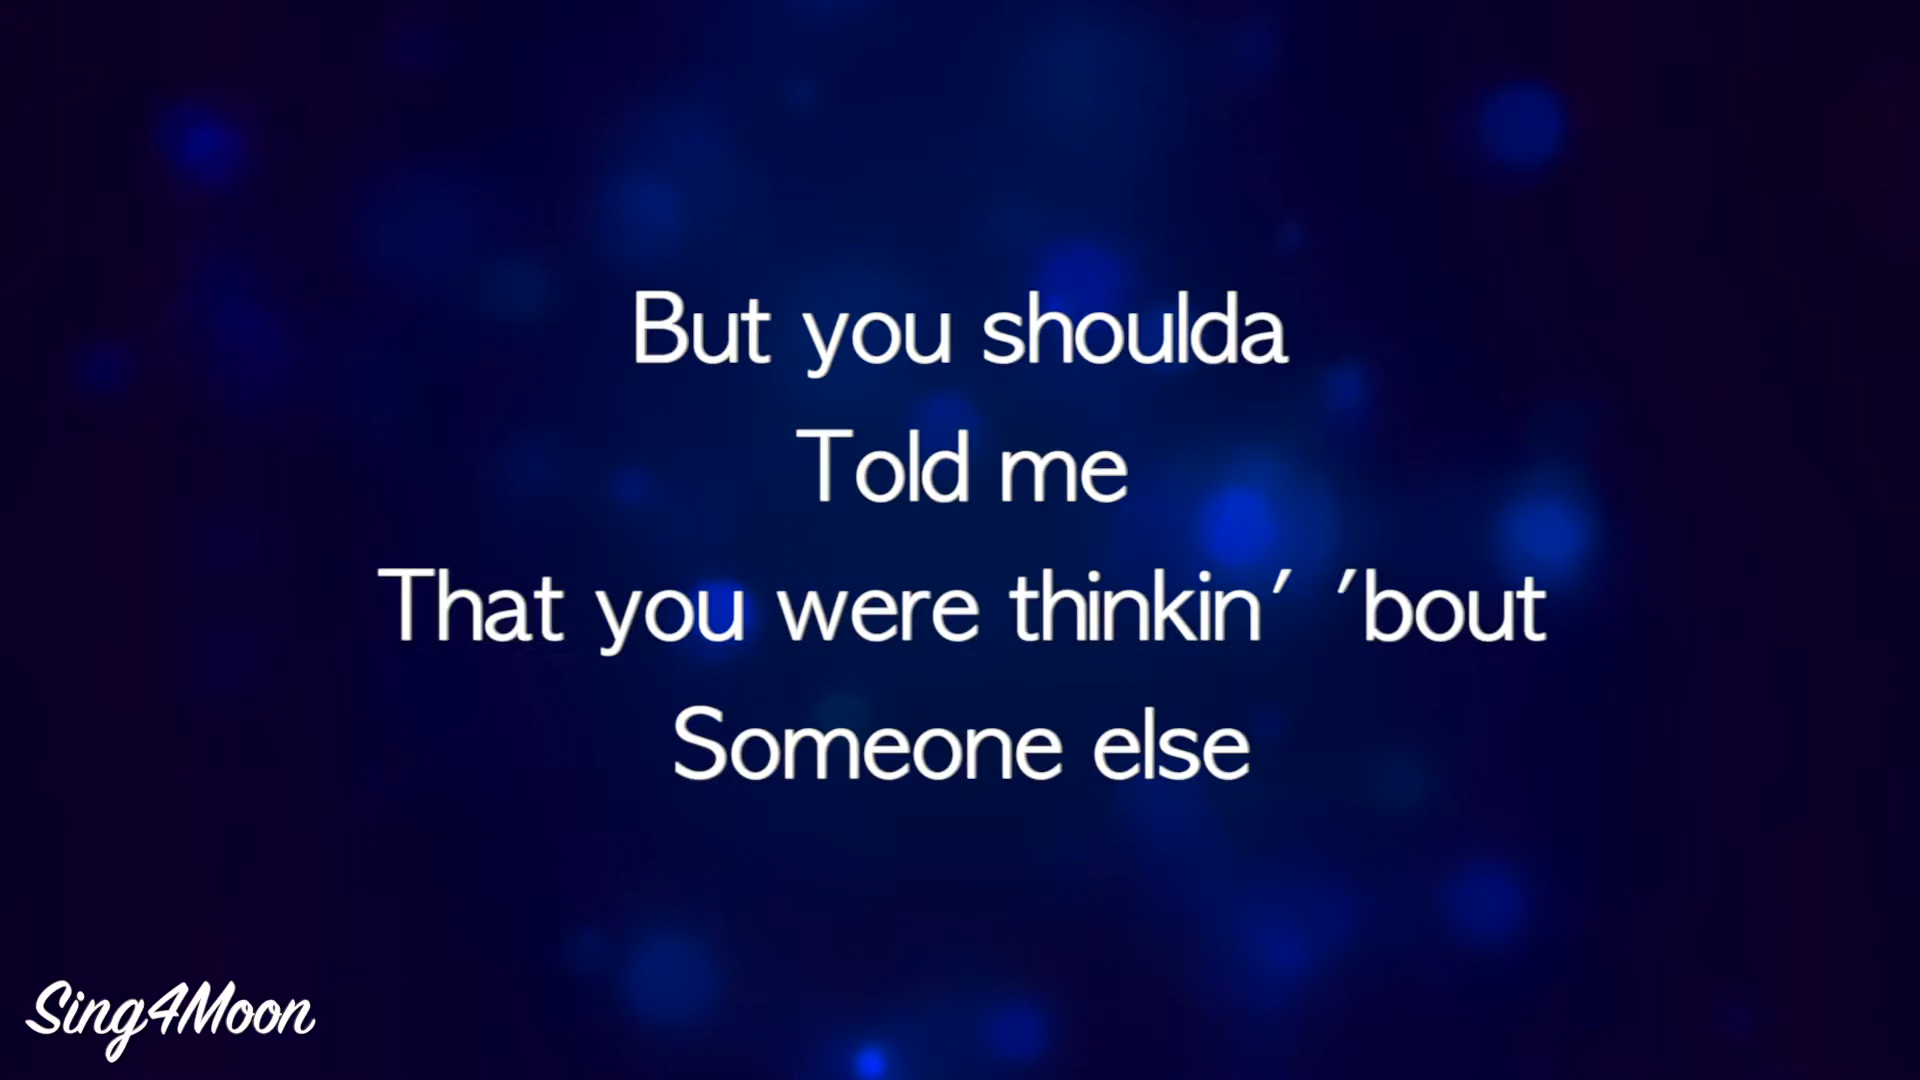 But you shoulda
Told me
That you were thinkin’ ’bout
Someone else
Sing4Moon